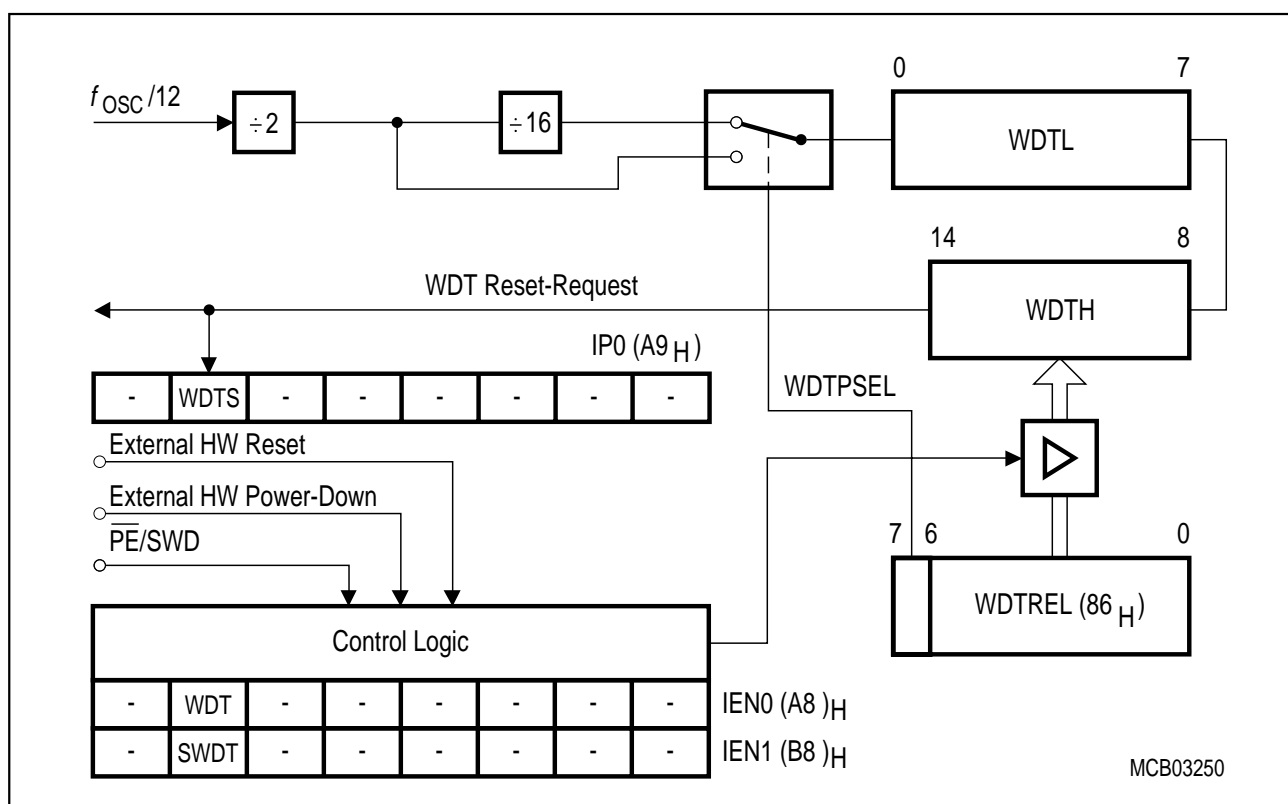 0 7
f OSC /12
÷2
÷16
WDTL
14 8
WDT Reset-Request
WDTH
IP0 (A9 H )
- WDTS - - - - - -
WDTPSEL
External HW Reset
External HW Power-Down
PE/SWD
7 6 0
WDTREL (86 H )
Control Logic
- WDT - - - - - -
IEN0 (A8 ) H
- SWDT - - - - - -
IEN1 (B8 ) H
MCB03250